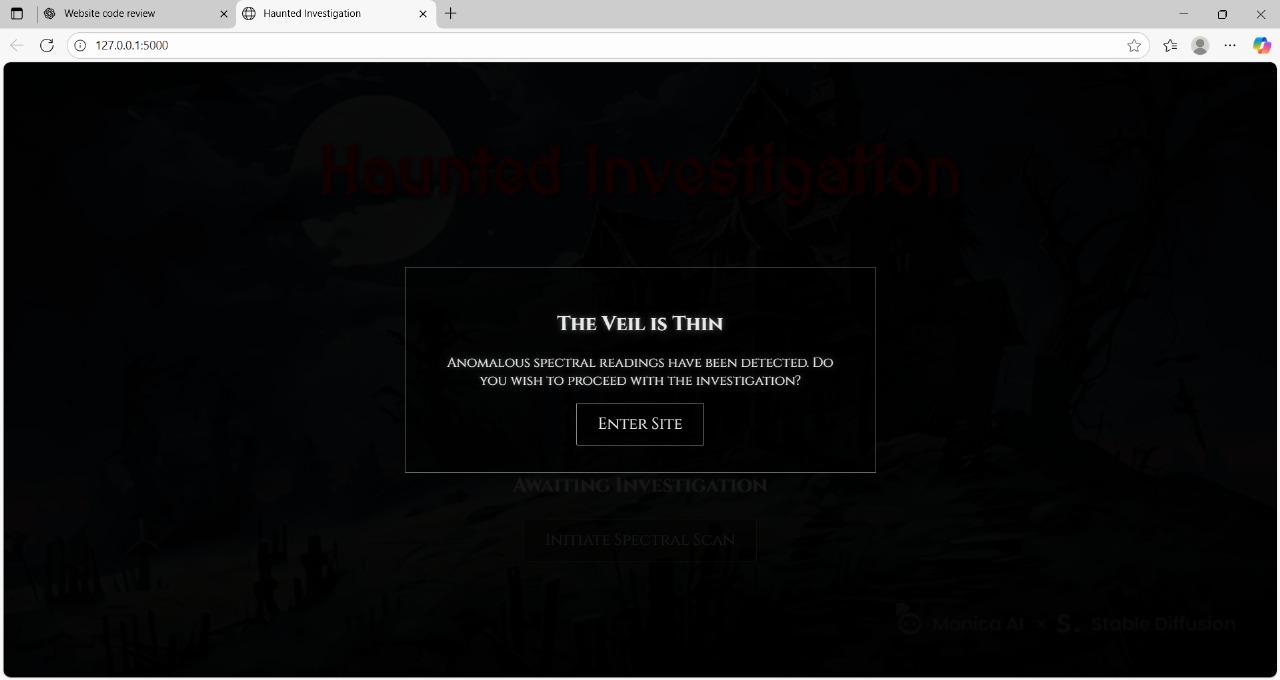 Website code review
Haunted Investigation
127.0.0.1:5000
Haunted Investigation
The Veil is Thin
Anomalous spectral readings have been detected. Do
you wish to proceed with the investigation?
Enter Site
Awaiting Investigation
Initiate Spectral Scan
Monica AI × S. Stable Diffusion